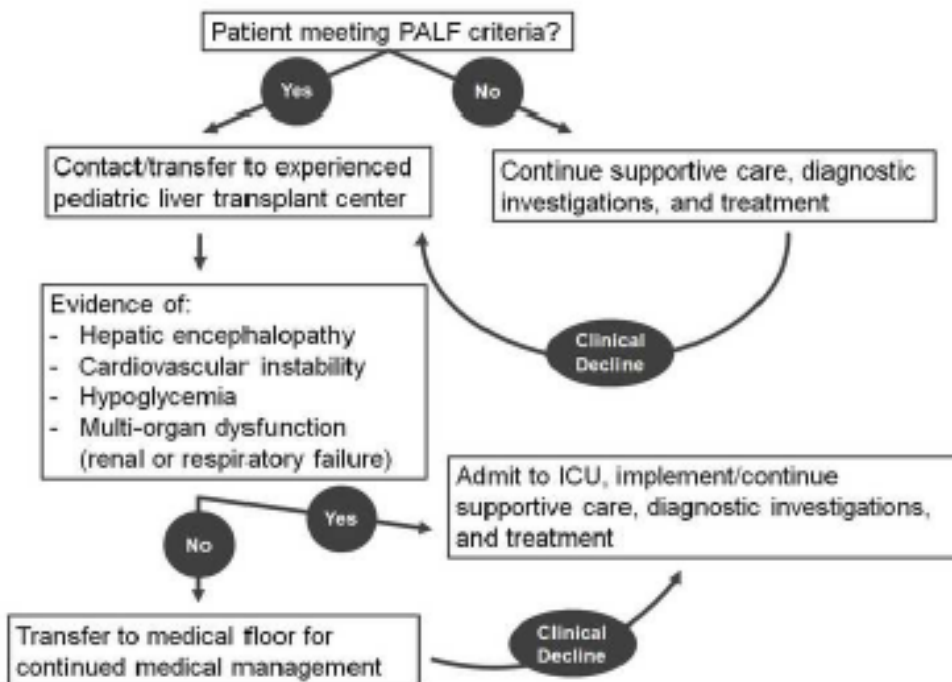 Patient meeting PALF criteria?
Yes
No
Contact/transfer to experienced
pediatric liver transplant center
Continue supportive care, diagnostic
investigations, and treatment
Evidence of:
- Hepatic encephalopathy
- Cardiovascular instability
- Hypoglycemia
- Multi-organ dysfunction
(renal or respiratory failure)
Clinical
Decline
Yes
No
Admit to ICU, implement/continue
supportive care, diagnostic investigations,
and treatment
Transfer to medical floor for
continued medical management
Clinical
Decline